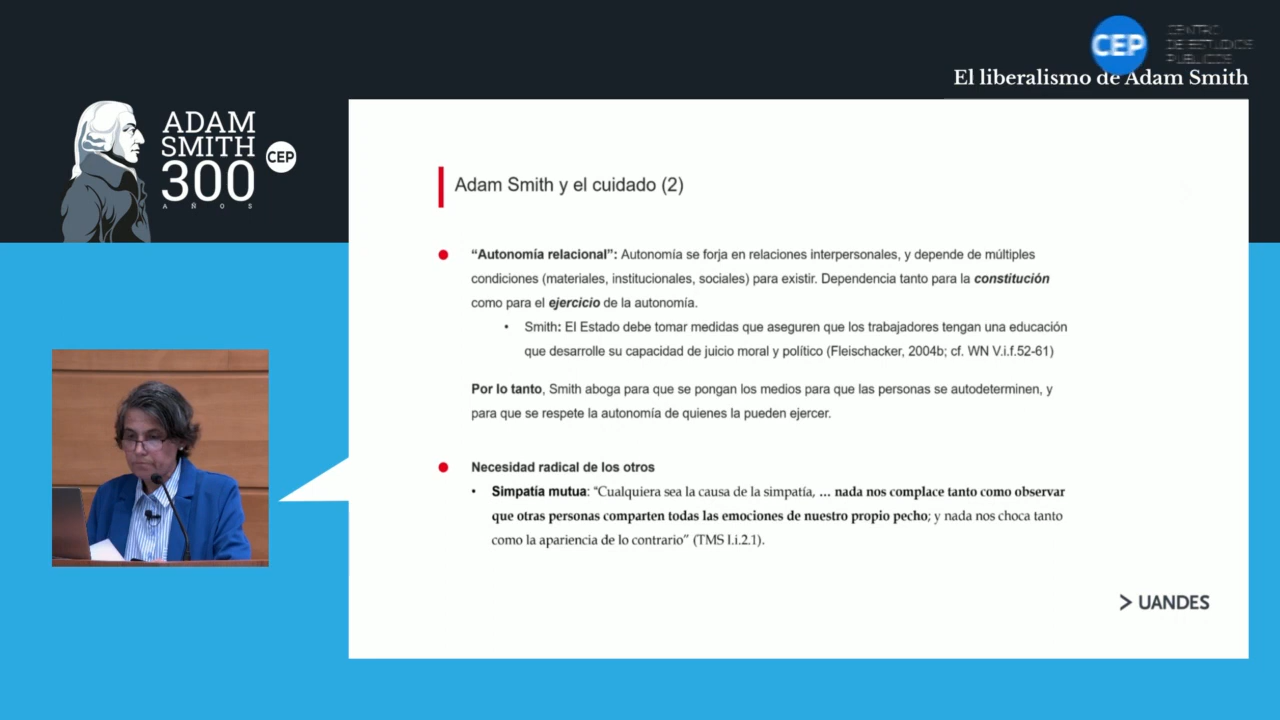 CEP
CENTRO
DE ESTUDIOS
PÚBLICOS
El liberalismo de Adam Smith
ADAM
SMITH
300
AÑOS
CEP
Adam Smith y el cuidado (2)
“Autonomía relacional”: Autonomía se forja en relaciones interpersonales, y depende de múltiples
condiciones (materiales, institucionales, sociales) para existir. Dependencia tanto para la constitución
como para el ejercicio de la autonomía.
• Smith: El Estado debe tomar medidas que aseguren que los trabajadores tengan una educación
que desarrolle su capacidad de juicio moral y político (Fleischacker, 2004b; cf. WN V.i.f.52-61)
Por lo tanto, Smith aboga para que se pongan los medios para que las personas se autodeterminen, y
para que se respete la autonomía de quienes la pueden ejercer.
Necesidad radical de los otros
• Simpatía mutua: “Cualquiera sea la causa de la simpatía, ... nada nos complace tanto como observar
que otras personas comparten todas las emociones de nuestro propio pecho; y nada nos choca tanto
como la apariencia de lo contrario” (TMS I.i.2.1).
> UANDES